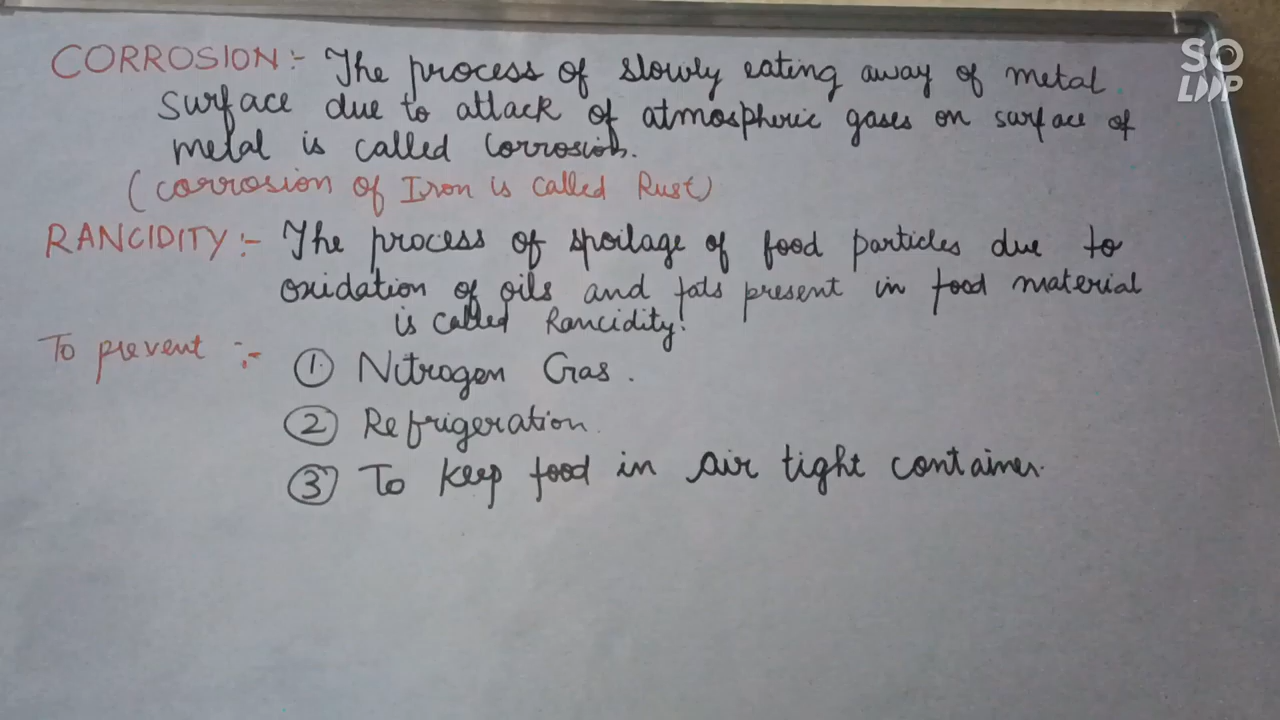 CORROSION :- The process of slowly eating away of metal
surface due to attack of atmospheric gases on surface of
metal is called Corrosion.
(Corrosion of Iron is called Rust)
RANCIDITY :- The process of spoilage of food particles due to
oxidation of oils and fats present in food material
is called Rancidity.
To prevent :-
① Nitrogen Gas.
② Refrigeration.
③ To keep food in air tight container.
SO
LOOP